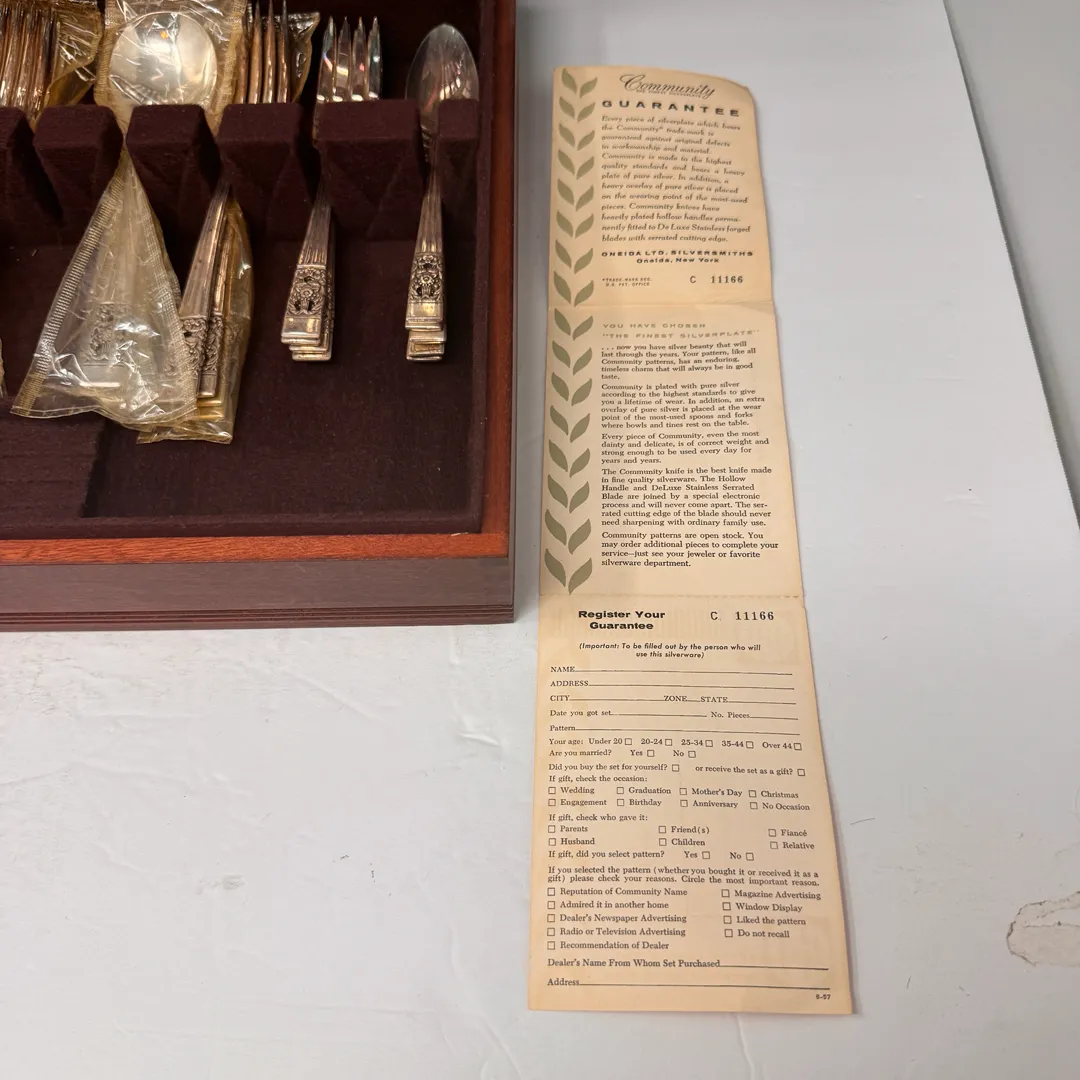 Community
GUARANTEE
Every piece of silverplate which bears
the Community* trade mark is
guaranteed against original defects
in workmanship and material.
Community is made to the highest
quality standards and bears a heavy
plate of pure silver. In addition, a
heavy overlay of pure silver is placed
on the wearing point of the most-used
pieces. Community knives have
heavily plated hollow handles perma-
nently fitted to De Luxe Stainless forged
blades with serrated cutting edge.
ONEIDA LTD. SILVERSMITHS
Oneida, New York
*TRADE-MARK REG.
U.S. PAT. OFFICE
C 11166
YOU HAVE CHOSEN
"THE FINEST SILVERPLATE"
. . . now you have silver beauty that will
last through the years. Your pattern, like all
Community patterns, has an enduring,
timeless charm that will always be in good
taste.
Community is plated with pure silver
according to the highest standards to give
you a lifetime of wear. In addition, an extra
overlay of pure silver is placed at the wear
point of the most-used spoons and forks
where bowls and tines rest on the table.
Every piece of Community, even the most
dainty and delicate, is of correct weight and
strong enough to be used every day for
years and years.
The Community knife is the best knife made
in fine quality silverware. The Hollow
Handle and DeLuxe Stainless Serrated
Blade are joined by a special electronic
process and will never come apart. The ser-
rated cutting edge of the blade should never
need sharpening with ordinary family use.
Community patterns are open stock. You
may order additional pieces to complete your
service—just see your jeweler or favorite
silverware department.
Register Your
Guarantee
C 11166
(Important: To be filled out by the person who will
use this silverware)
NAME
ADDRESS
CITY ZONE STATE
Date you got set No. Pieces
Pattern
Your age: Under 20 20-24 25-34 35-44 Over 44
Are you married? Yes No
Did you buy the set for yourself? or receive the set as a gift?
If gift, check the occasion:
Wedding Graduation Mother's Day Christmas
Engagement Birthday Anniversary No Occasion
If gift, check who gave it:
Parents Friend(s) Fiancé
Husband Children Relative
If gift, did you select pattern? Yes No
If you selected the pattern (whether you bought it or received it as a
gift) please check your reasons. Circle the most important reason.
Reputation of Community Name Magazine Advertising
Admired it in another home Window Display
Dealer's Newspaper Advertising Liked the pattern
Radio or Television Advertising Do not recall
Recommendation of Dealer
Dealer's Name From Whom Set Purchased
Address